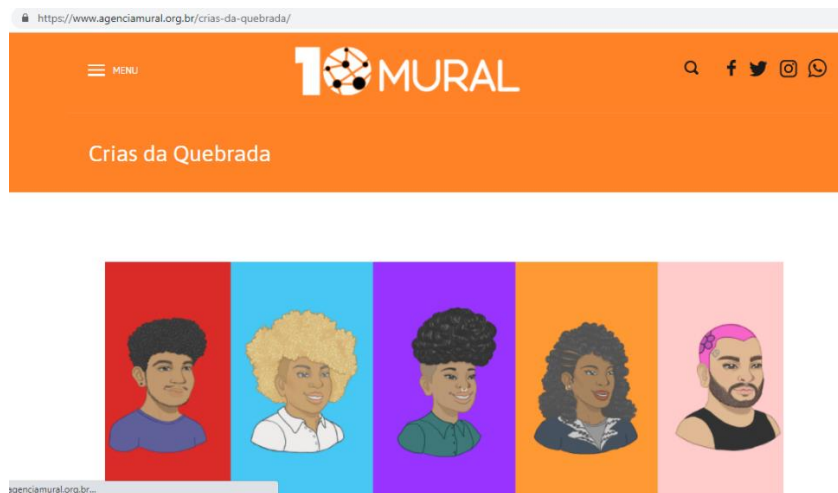 https://www.agenciamural.org.br/crias-da-quebrada/
MENU
10 MURAL
Crias da Quebrada
agenciamural.org.br...